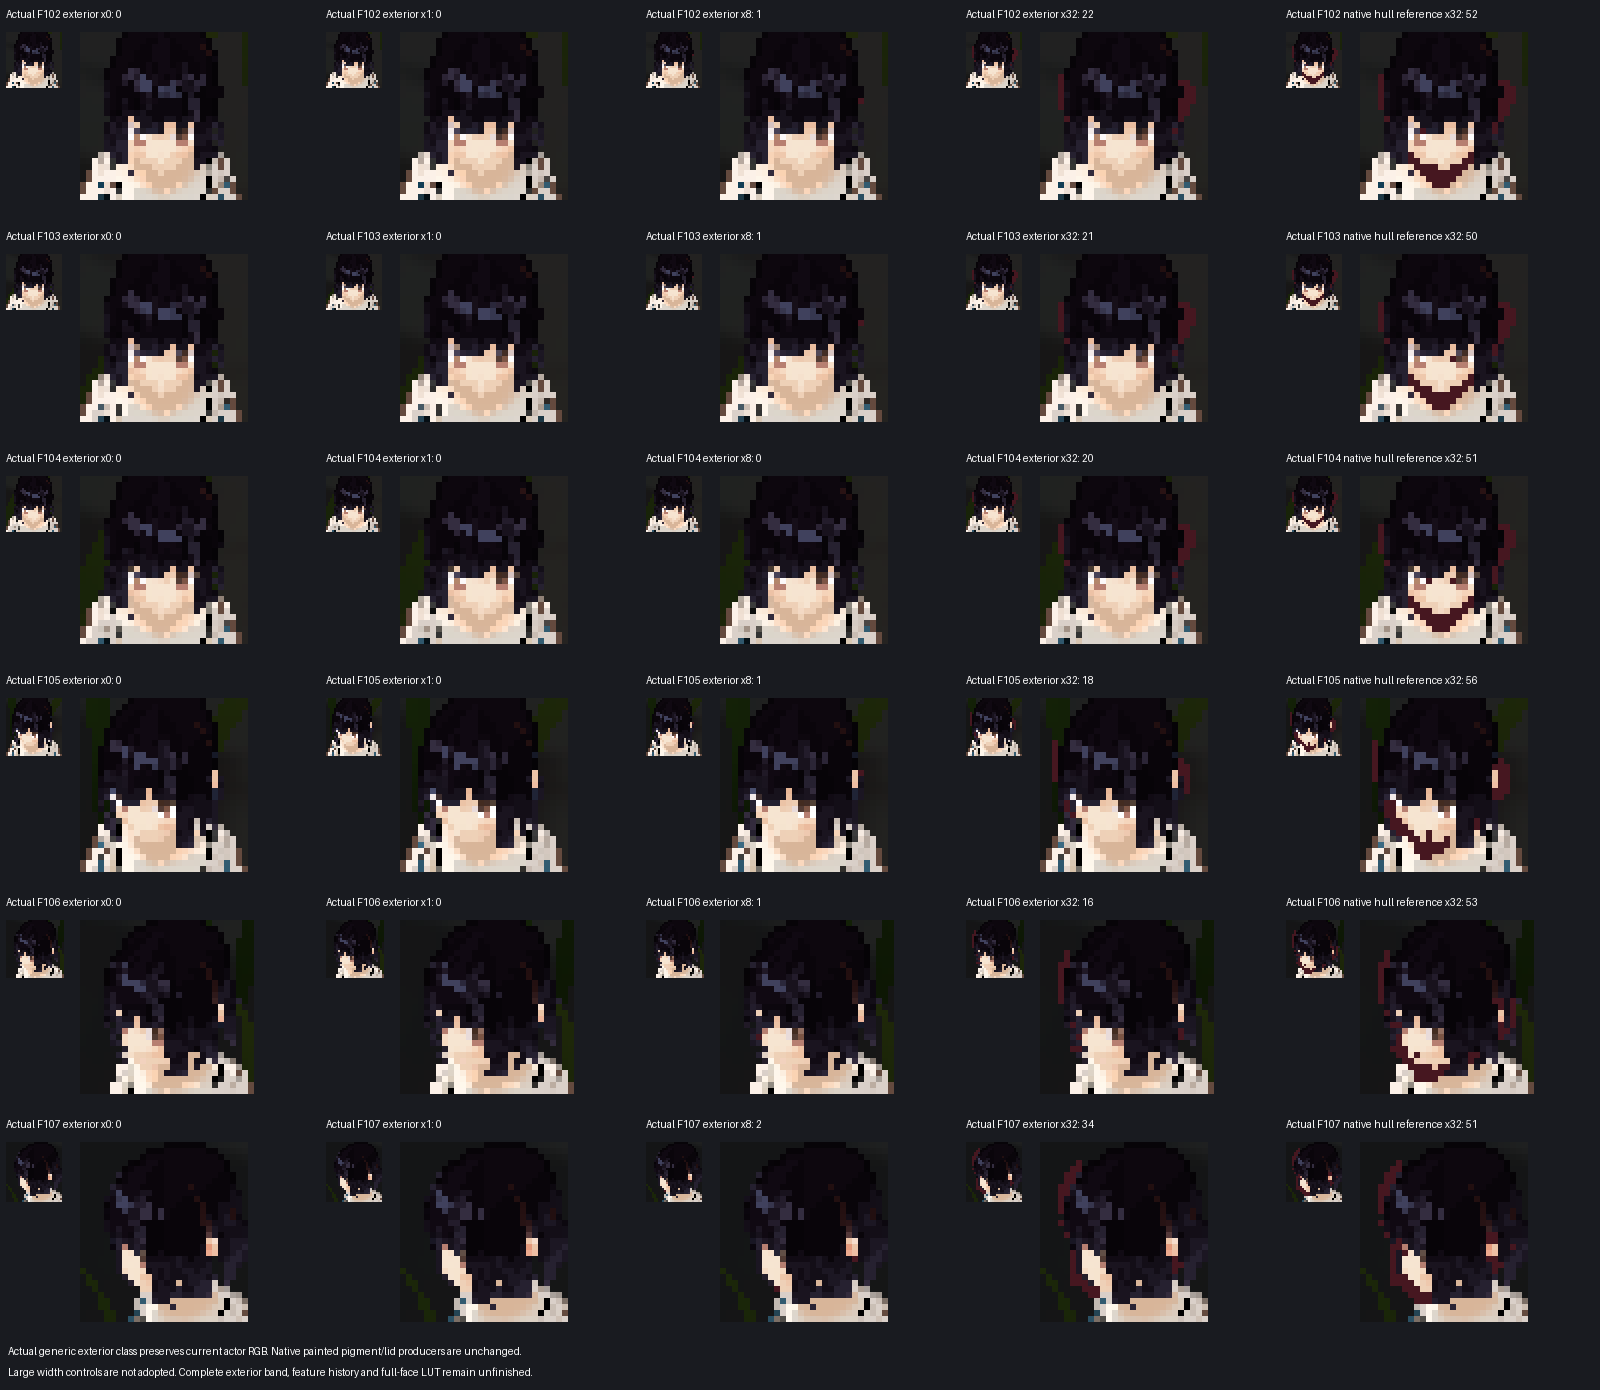 Actual F102 exterior x0: 0
Actual F102 exterior x1: 0
Actual F102 exterior x8: 1
Actual F102 exterior x32: 22
Actual F102 native hull reference x32: 52
Actual F103 exterior x0: 0
Actual F103 exterior x1: 0
Actual F103 exterior x8: 1
Actual F103 exterior x32: 21
Actual F103 native hull reference x32: 50
Actual F104 exterior x0: 0
Actual F104 exterior x1: 0
Actual F104 exterior x8: 0
Actual F104 exterior x32: 20
Actual F104 native hull reference x32: 51
Actual F105 exterior x0: 0
Actual F105 exterior x1: 0
Actual F105 exterior x8: 1
Actual F105 exterior x32: 18
Actual F105 native hull reference x32: 56
Actual F106 exterior x0: 0
Actual F106 exterior x1: 0
Actual F106 exterior x8: 1
Actual F106 exterior x32: 16
Actual F106 native hull reference x32: 53
Actual F107 exterior x0: 0
Actual F107 exterior x1: 0
Actual F107 exterior x8: 2
Actual F107 exterior x32: 34
Actual F107 native hull reference x32: 51
Actual generic exterior class preserves current actor RGB. Native painted pigment/lid producers are unchanged.
Large width controls are not adopted. Complete exterior band, feature history and full-face LUT remain unfinished.